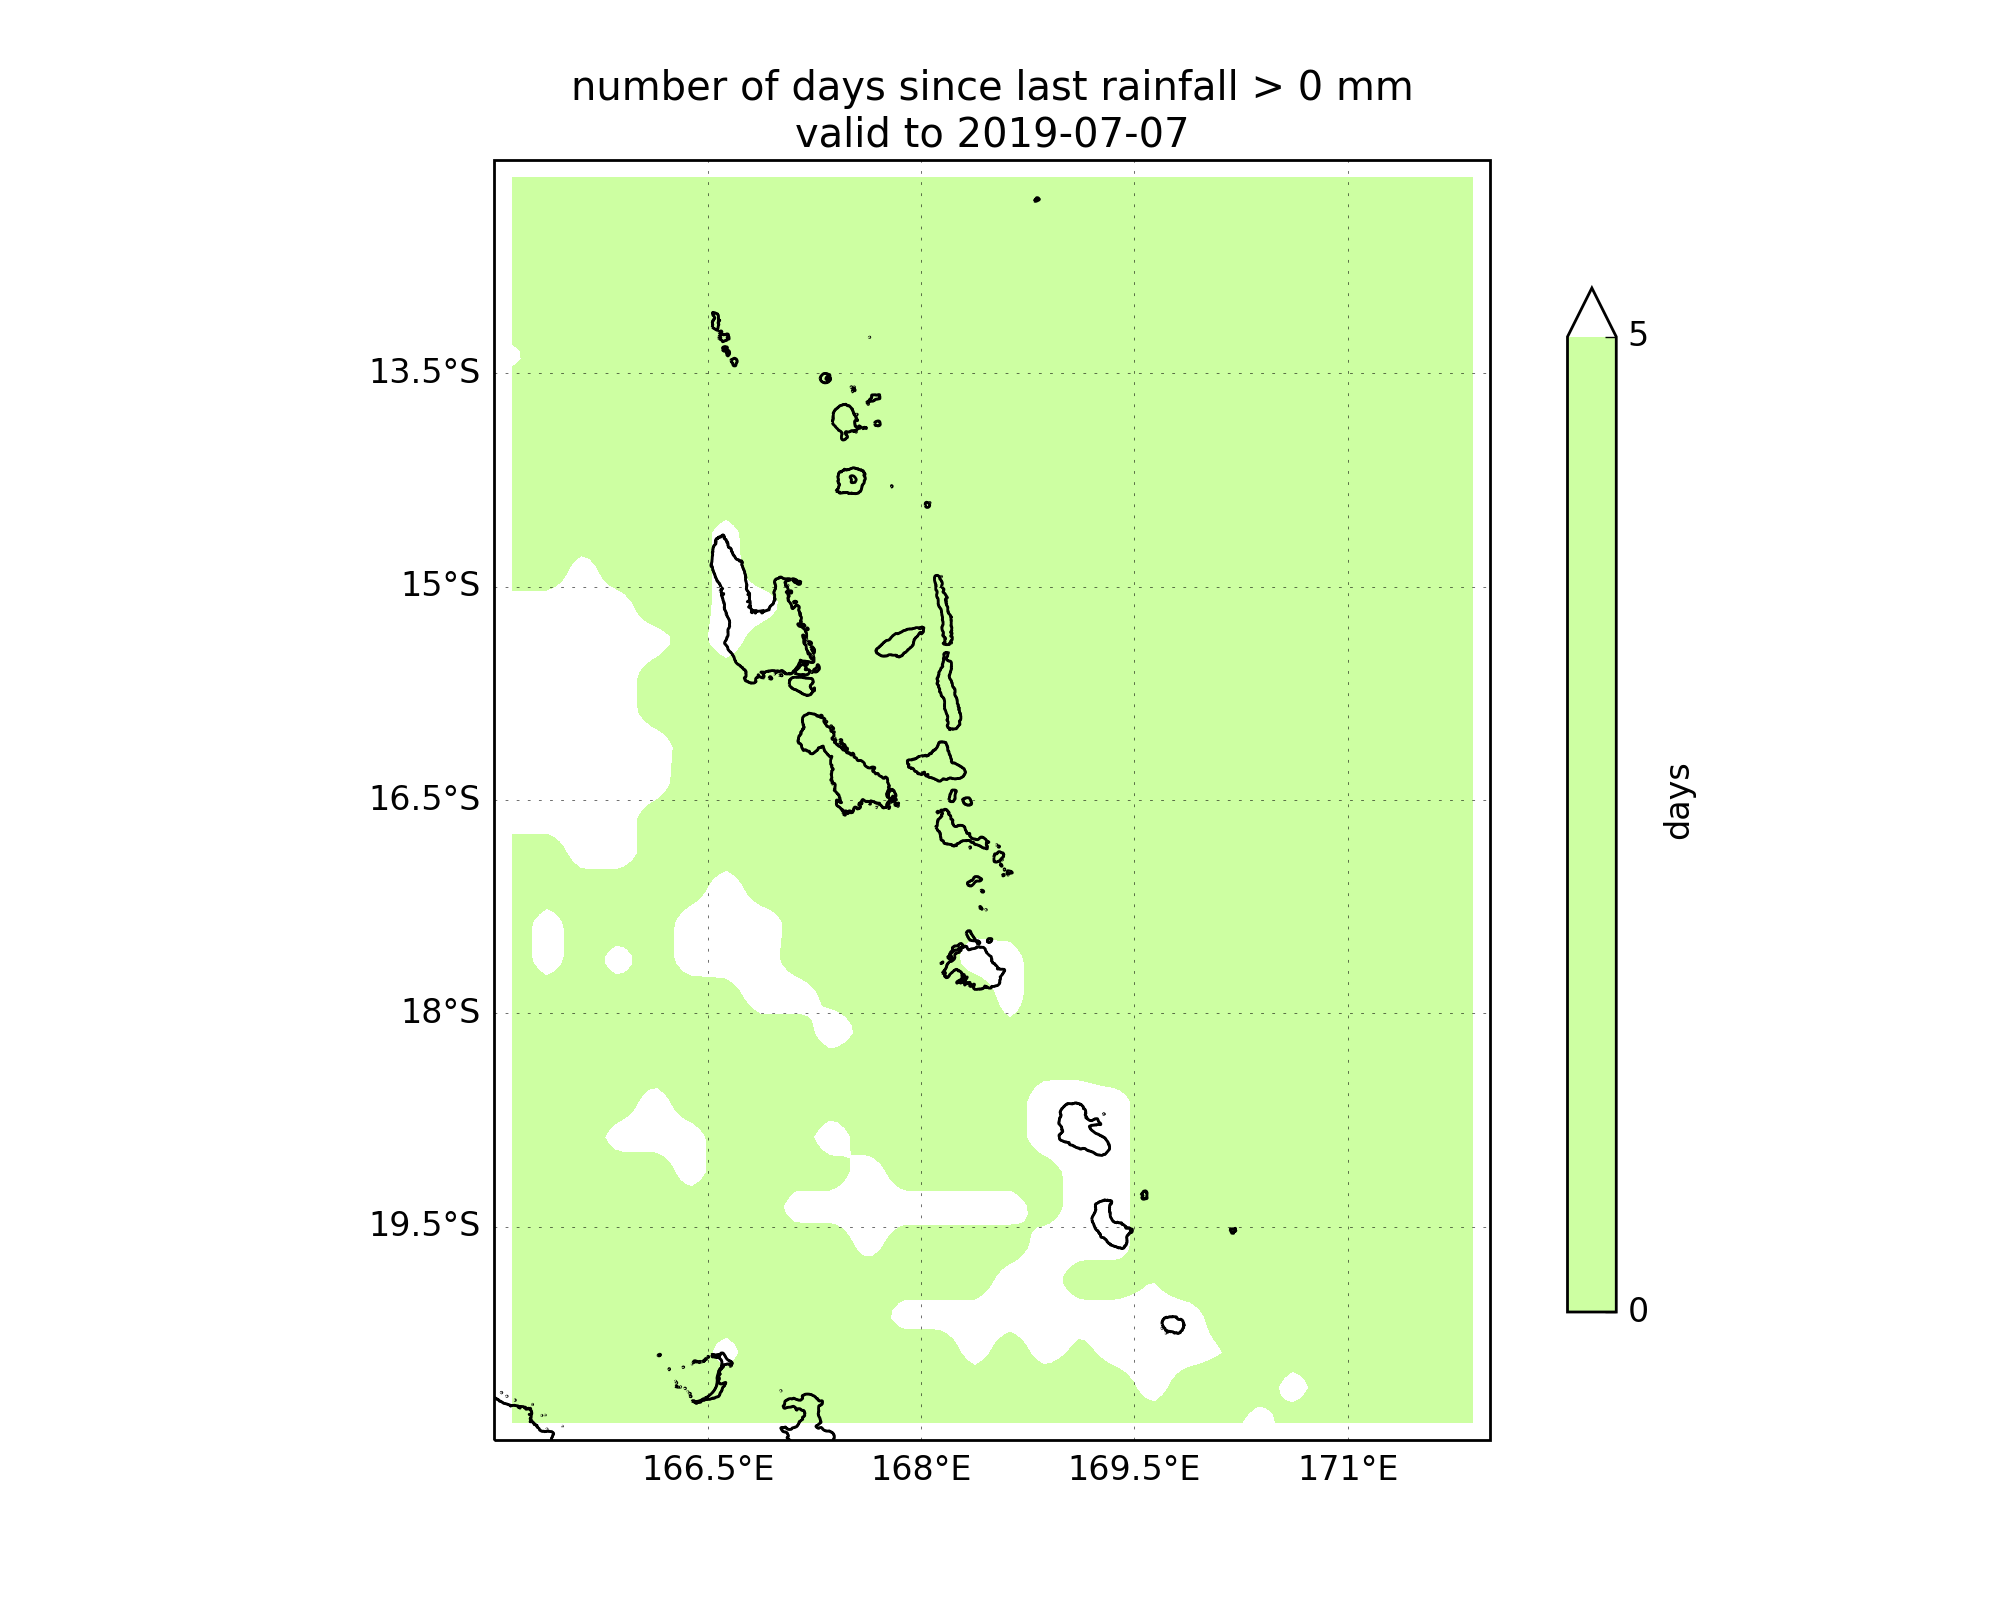 number of days since last rainfall > 0 mm
valid to 2019-07-07
13.5°S
15°S
16.5°S
18°S
19.5°S
166.5°E
168°E
169.5°E
171°E
5
0
days